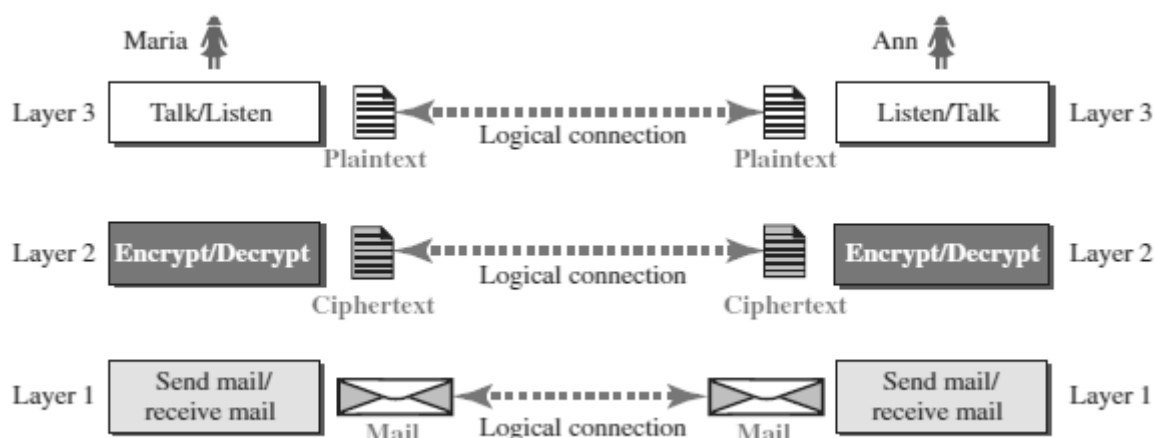 Maria
Ann
Layer 3
Talk/Listen
Logical connection
Listen/Talk
Layer 3
Plaintext
Plaintext
Layer 2
Encrypt/Decrypt
Logical connection
Encrypt/Decrypt
Layer 2
Ciphertext
Ciphertext
Layer 1
Send mail/
receive mail
Send mail/
receive mail
Layer 1
Mail
Logical connection
Mail